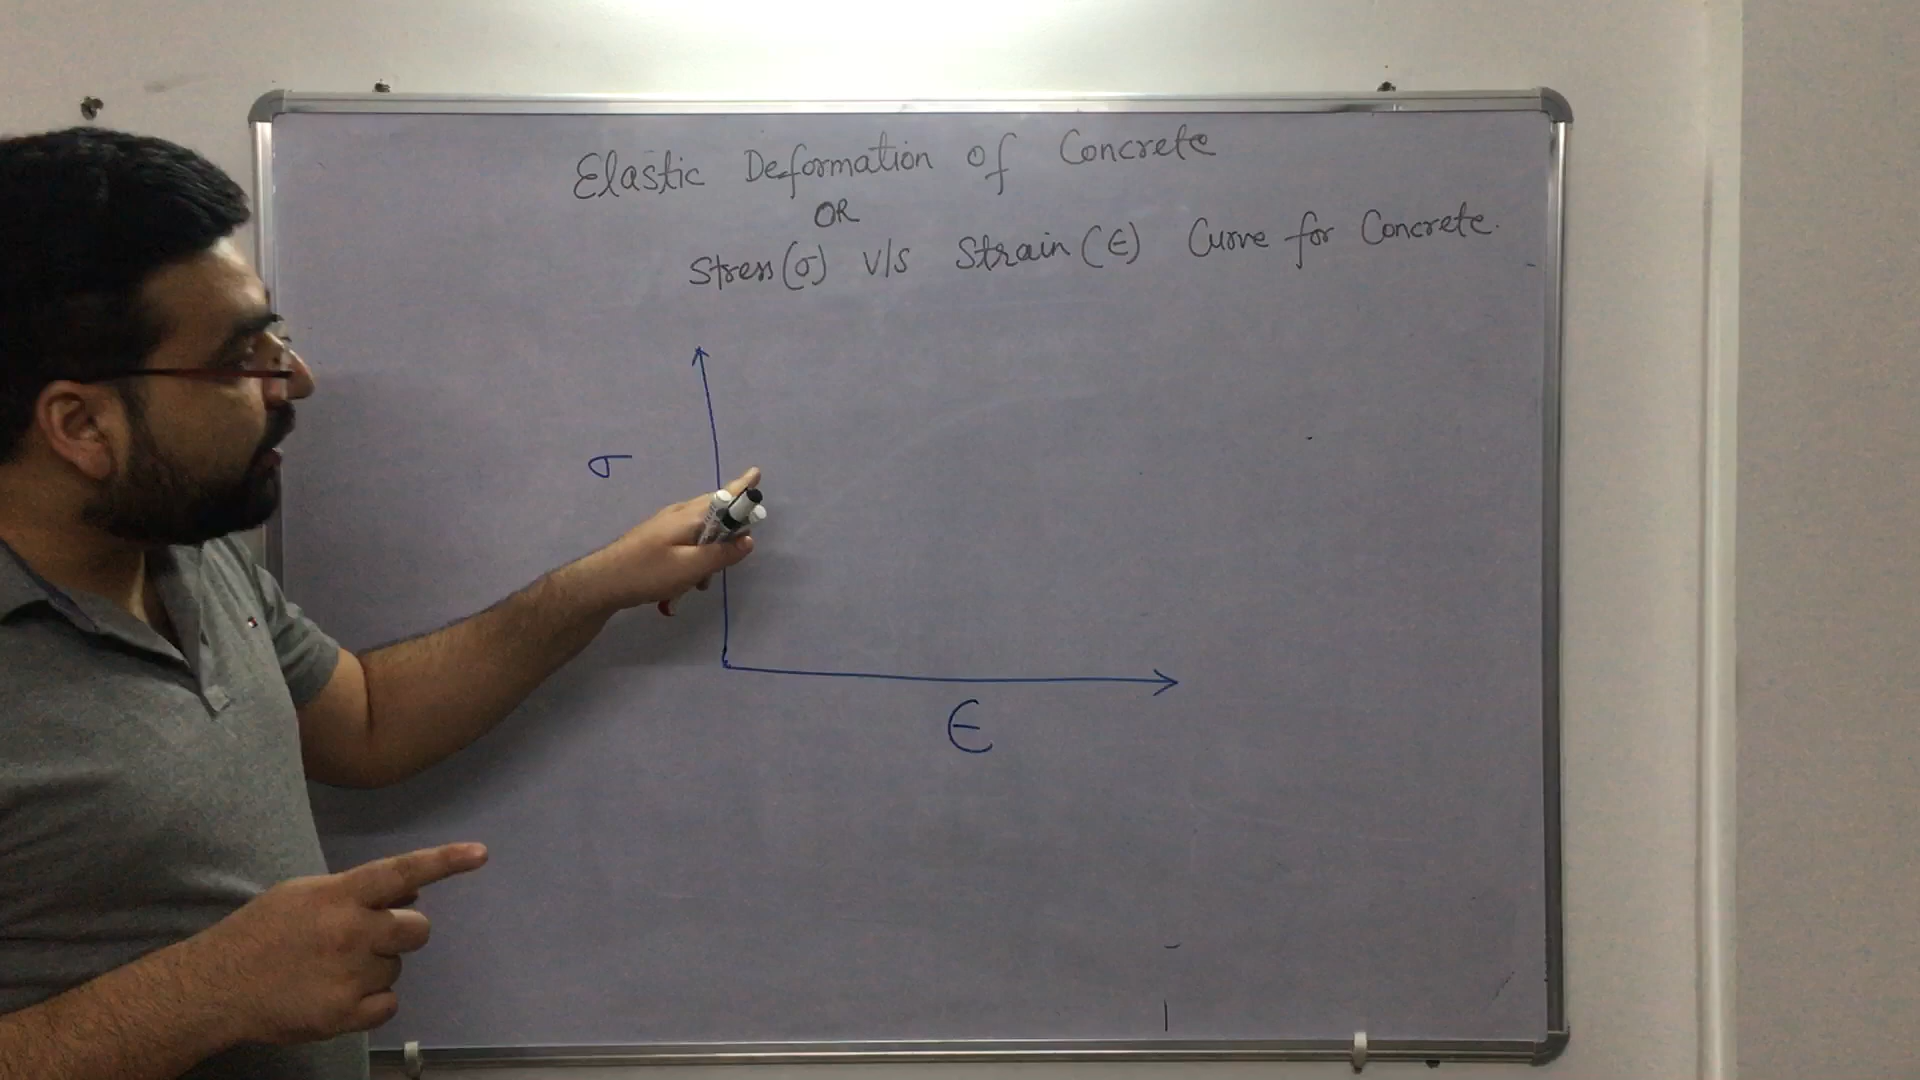 Elastic Deformation of Concrete
OR
Stress (σ) v/s Strain (ϵ) Curve for Concrete.
σ
ϵ